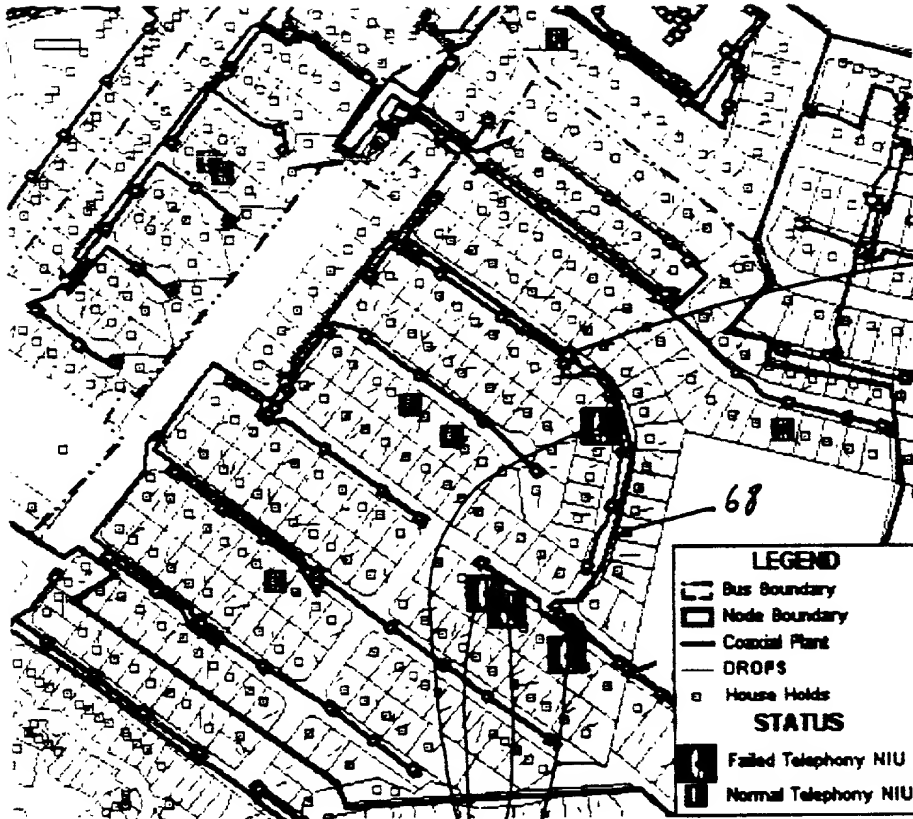 68
LEGEND
Bus Boundary
Node Boundary
Coaxial Plant
DROPS
House Holds
STATUS
Failed Telephony NIU
Normal Telephony NIU